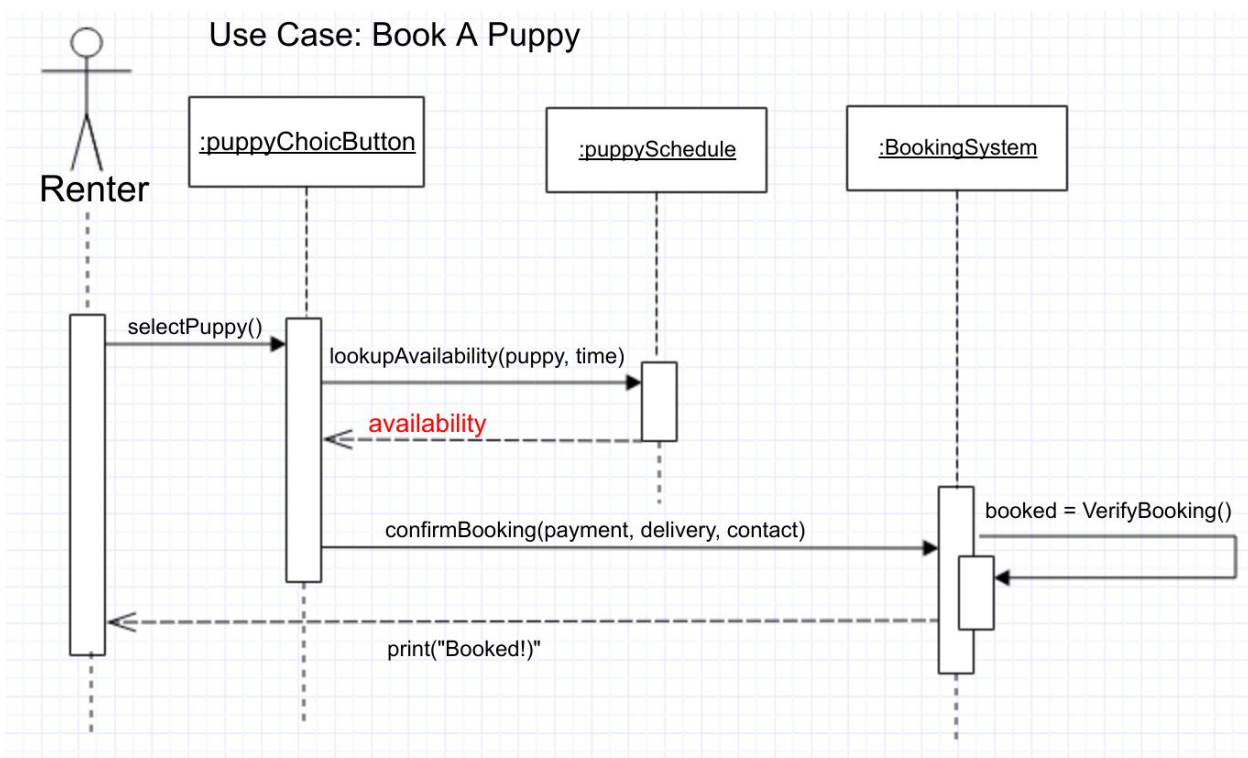 Use Case: Book A Puppy
:puppyChoicButton
:puppySchedule
:BookingSystem
Renter
selectPuppy()
lookupAvailability(puppy, time)
availability
booked = VerifyBooking()
confirmBooking(payment, delivery, contact)
print("Booked!)"